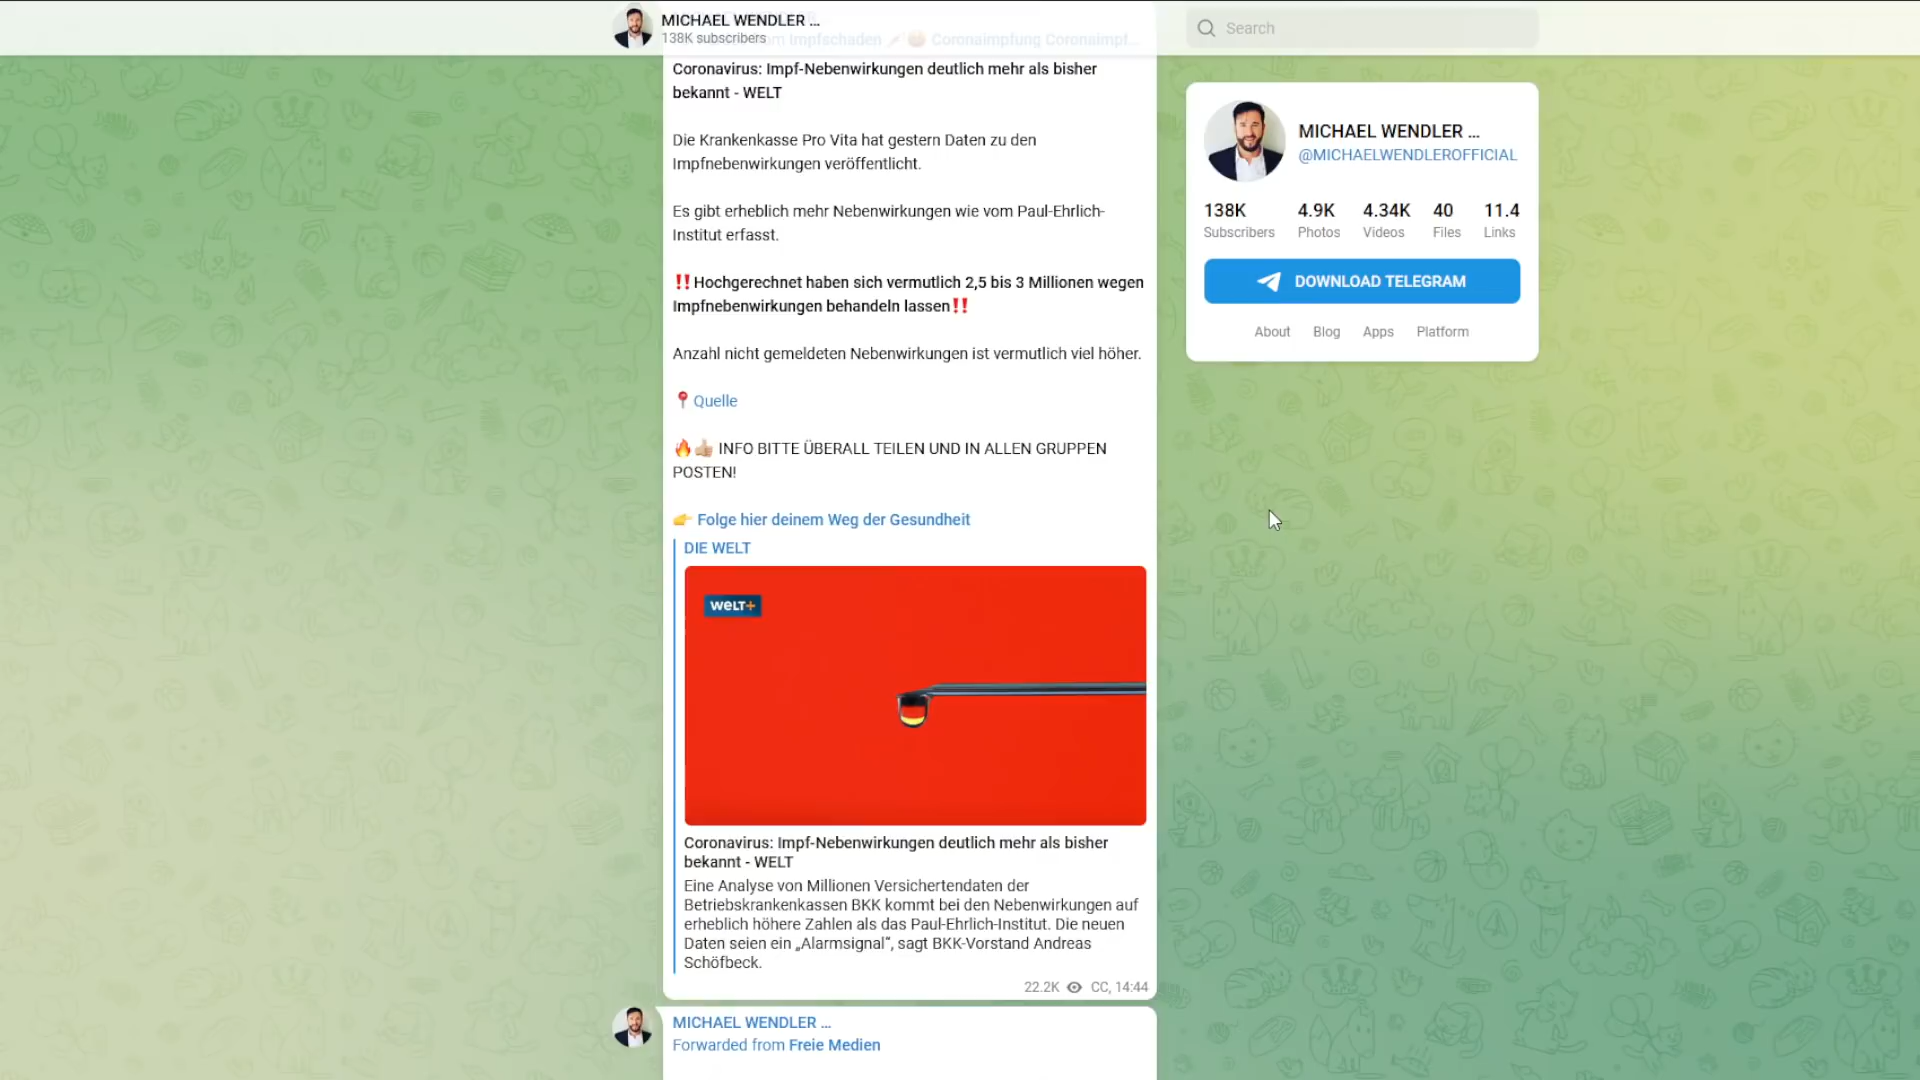 MICHAEL WENDLER ...
138K subscribers
Impfschaden Coronaimpfung Coronaimpf...
Search
Coronavirus: Impf-Nebenwirkungen deutlich mehr als bisher
bekannt - WELT
Die Krankenkasse Pro Vita hat gestern Daten zu den
Impfnebenwirkungen veröffentlicht.
Es gibt erheblich mehr Nebenwirkungen wie vom Paul-Ehrlich-
Institut erfasst.
‼️Hochgerechnet haben sich vermutlich 2,5 bis 3 Millionen wegen
Impfnebenwirkungen behandeln lassen‼️
Anzahl nicht gemeldeten Nebenwirkungen ist vermutlich viel höher.
📍Quelle
🔥👍🏼 INFO BITTE ÜBERALL TEILEN UND IN ALLEN GRUPPEN
POSTEN!
👉 Folge hier deinem Weg der Gesundheit
DIE WELT
WELT+
Coronavirus: Impf-Nebenwirkungen deutlich mehr als bisher
bekannt - WELT
Eine Analyse von Millionen Versichertendaten der
Betriebskrankenkassen BKK kommt bei den Nebenwirkungen auf
erheblich höhere Zahlen als das Paul-Ehrlich-Institut. Die neuen
Daten seien ein „Alarmsignal“, sagt BKK-Vorstand Andreas
Schöfbeck.
22.2K CC, 14:44
MICHAEL WENDLER ...
Forwarded from Freie Medien
MICHAEL WENDLER ...
@MICHAELWENDLEROFFICIAL
138K 4.9K 4.34K 40 11.4
Subscribers Photos Videos Files Links
DOWNLOAD TELEGRAM
About Blog Apps Platform